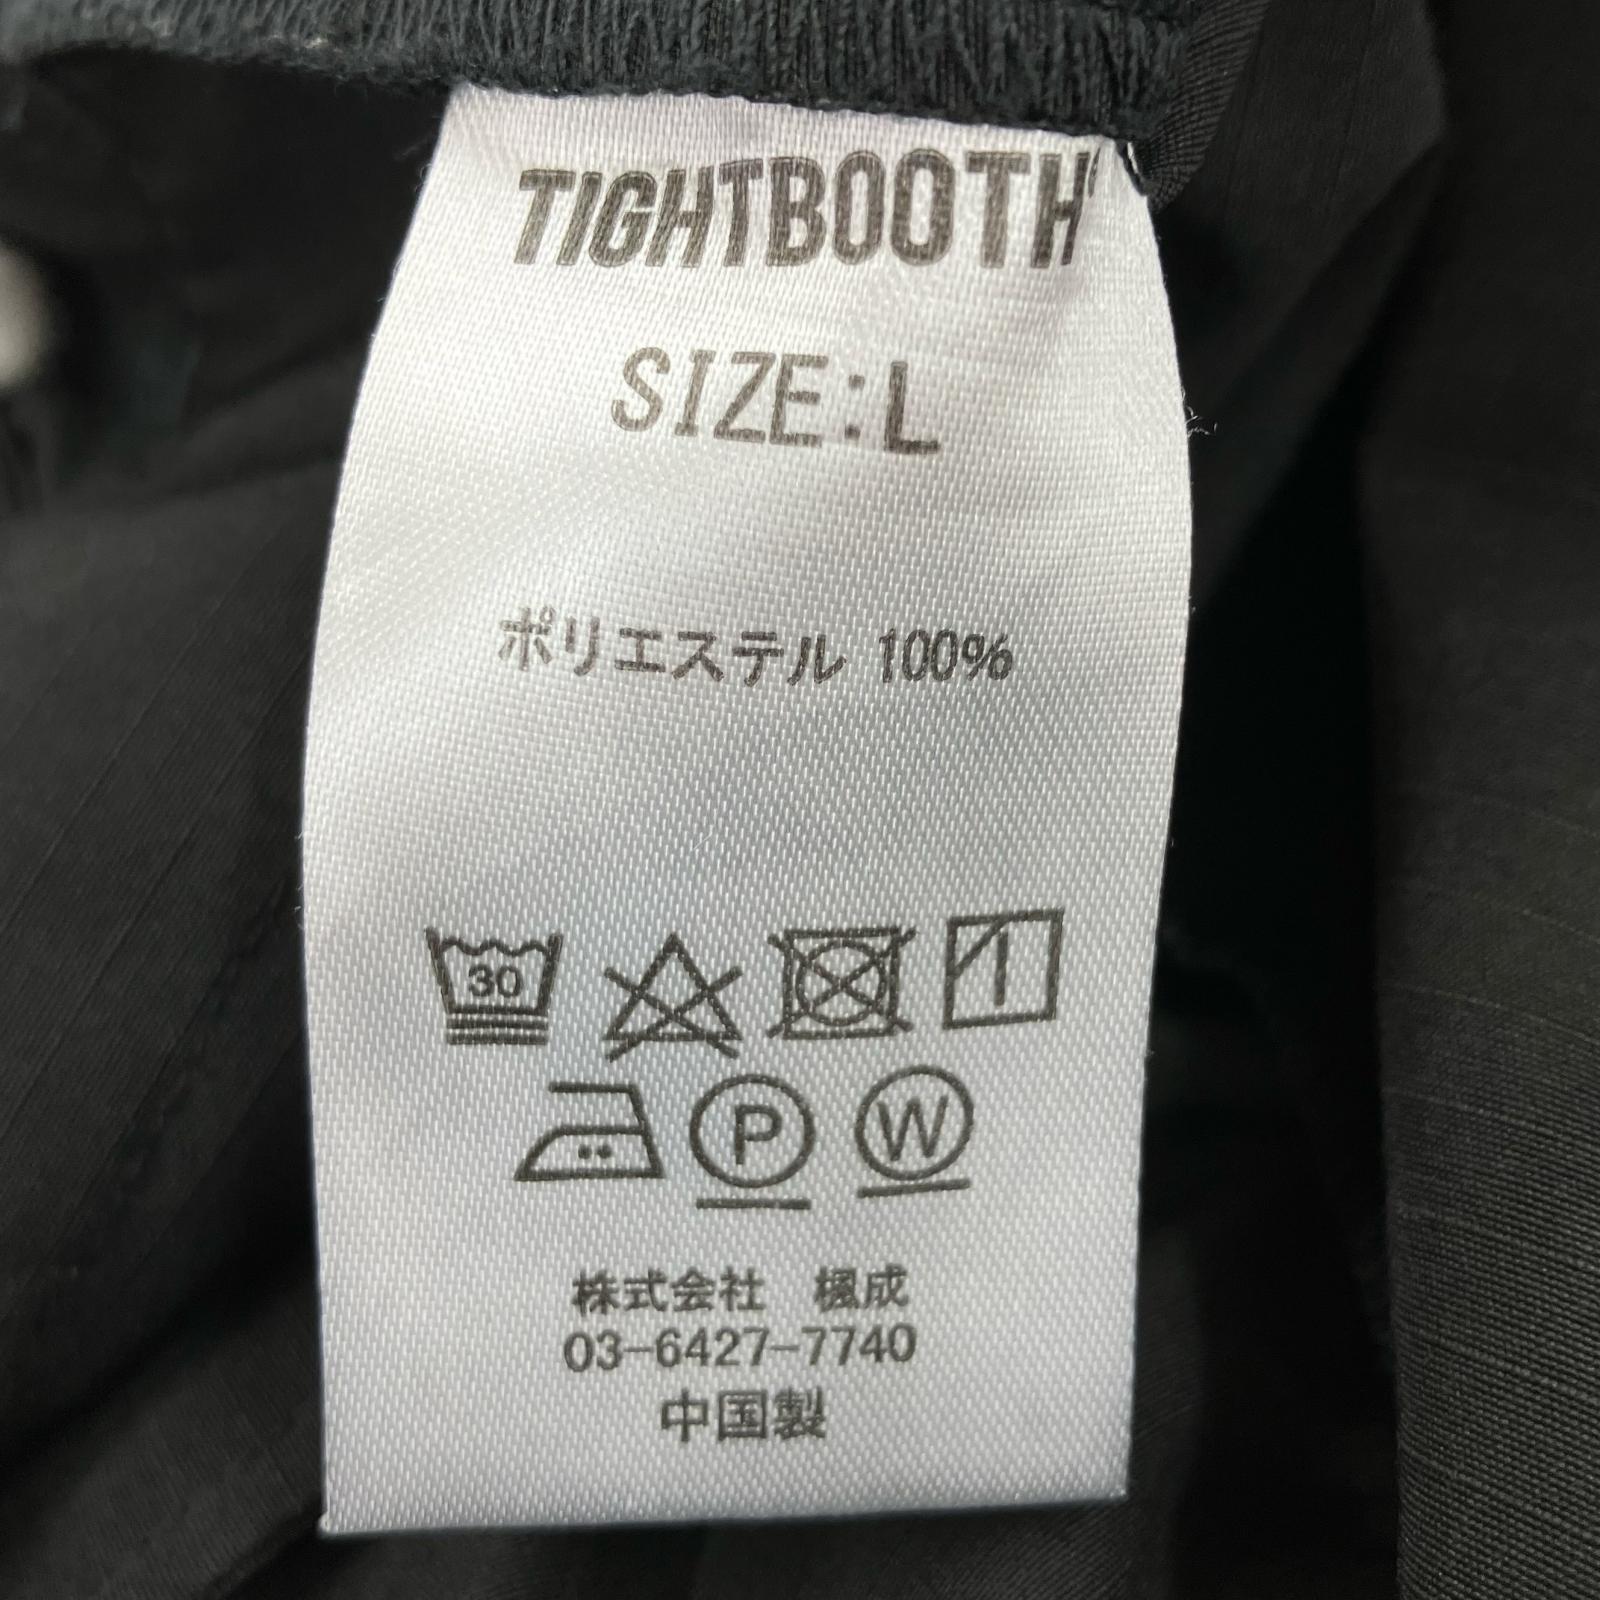 TIGHTBOOTH
SIZE:L
ポリエステル 100%
30
P W
株式会社 楓成
03-6427-7740
中国製